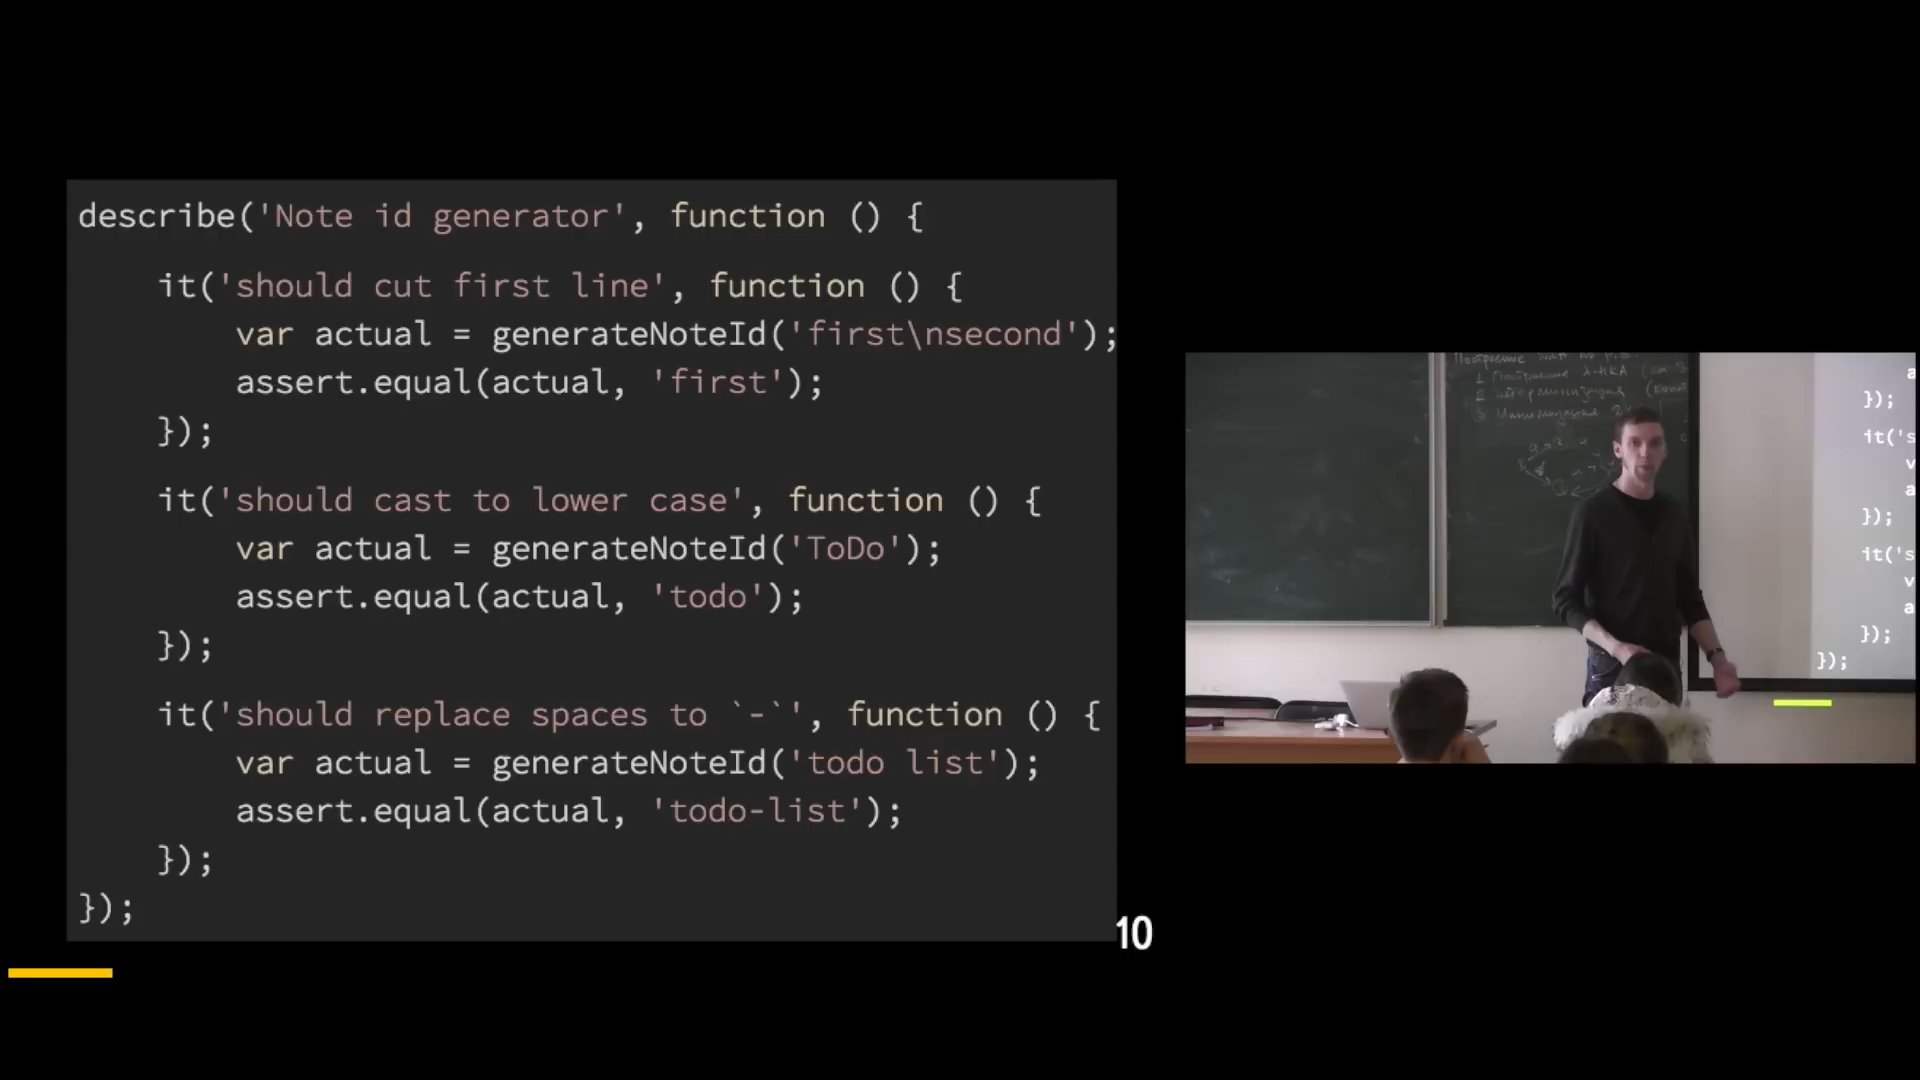 describe('Note id generator', function () {
it('should cut first line', function () {
var actual = generateNoteId('first\nsecond');
assert.equal(actual, 'first');
});
it('should cast to lower case', function () {
var actual = generateNoteId('ToDo');
assert.equal(actual, 'todo');
});
it('should replace spaces to `-`', function () {
var actual = generateNoteId('todo list');
assert.equal(actual, 'todo-list');
});
});
10
a
});
it('s
v
a
});
it('s
v
a
});
});